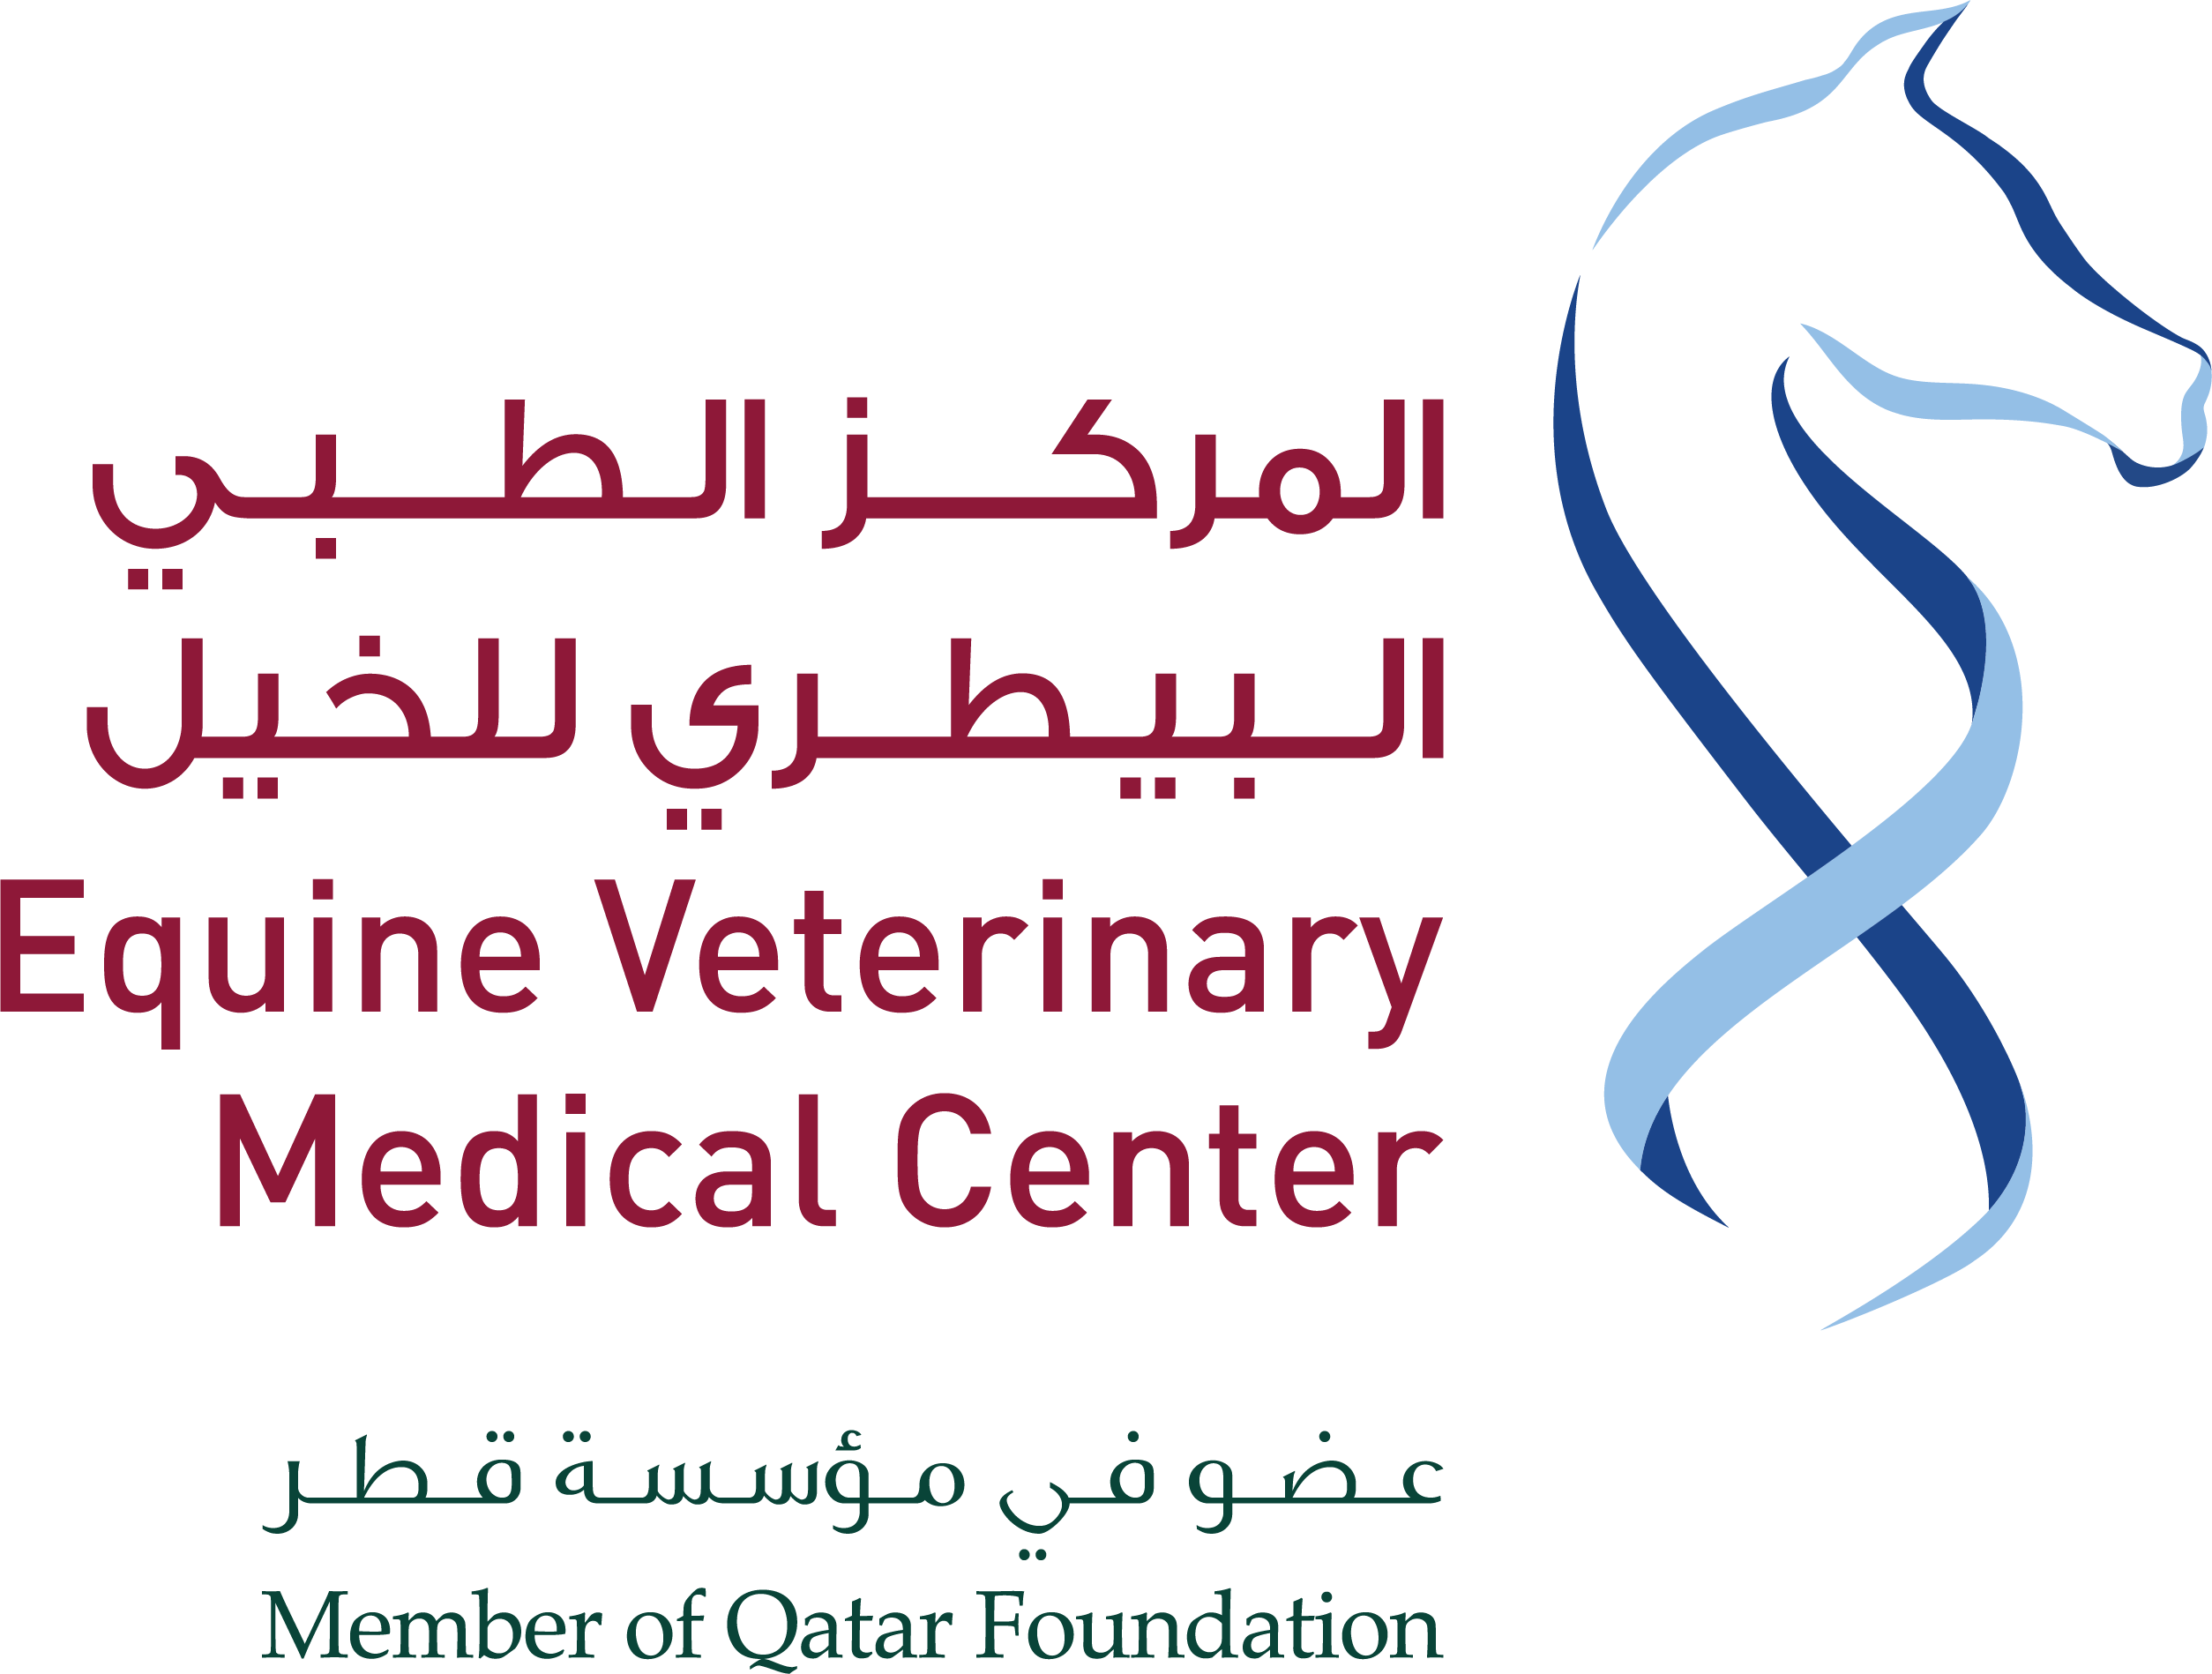 المركز الطبي
البيطري للخيل
Equine Veterinary
Medical Center
عضو في مؤسسة قطر
Member of Qatar Foundation